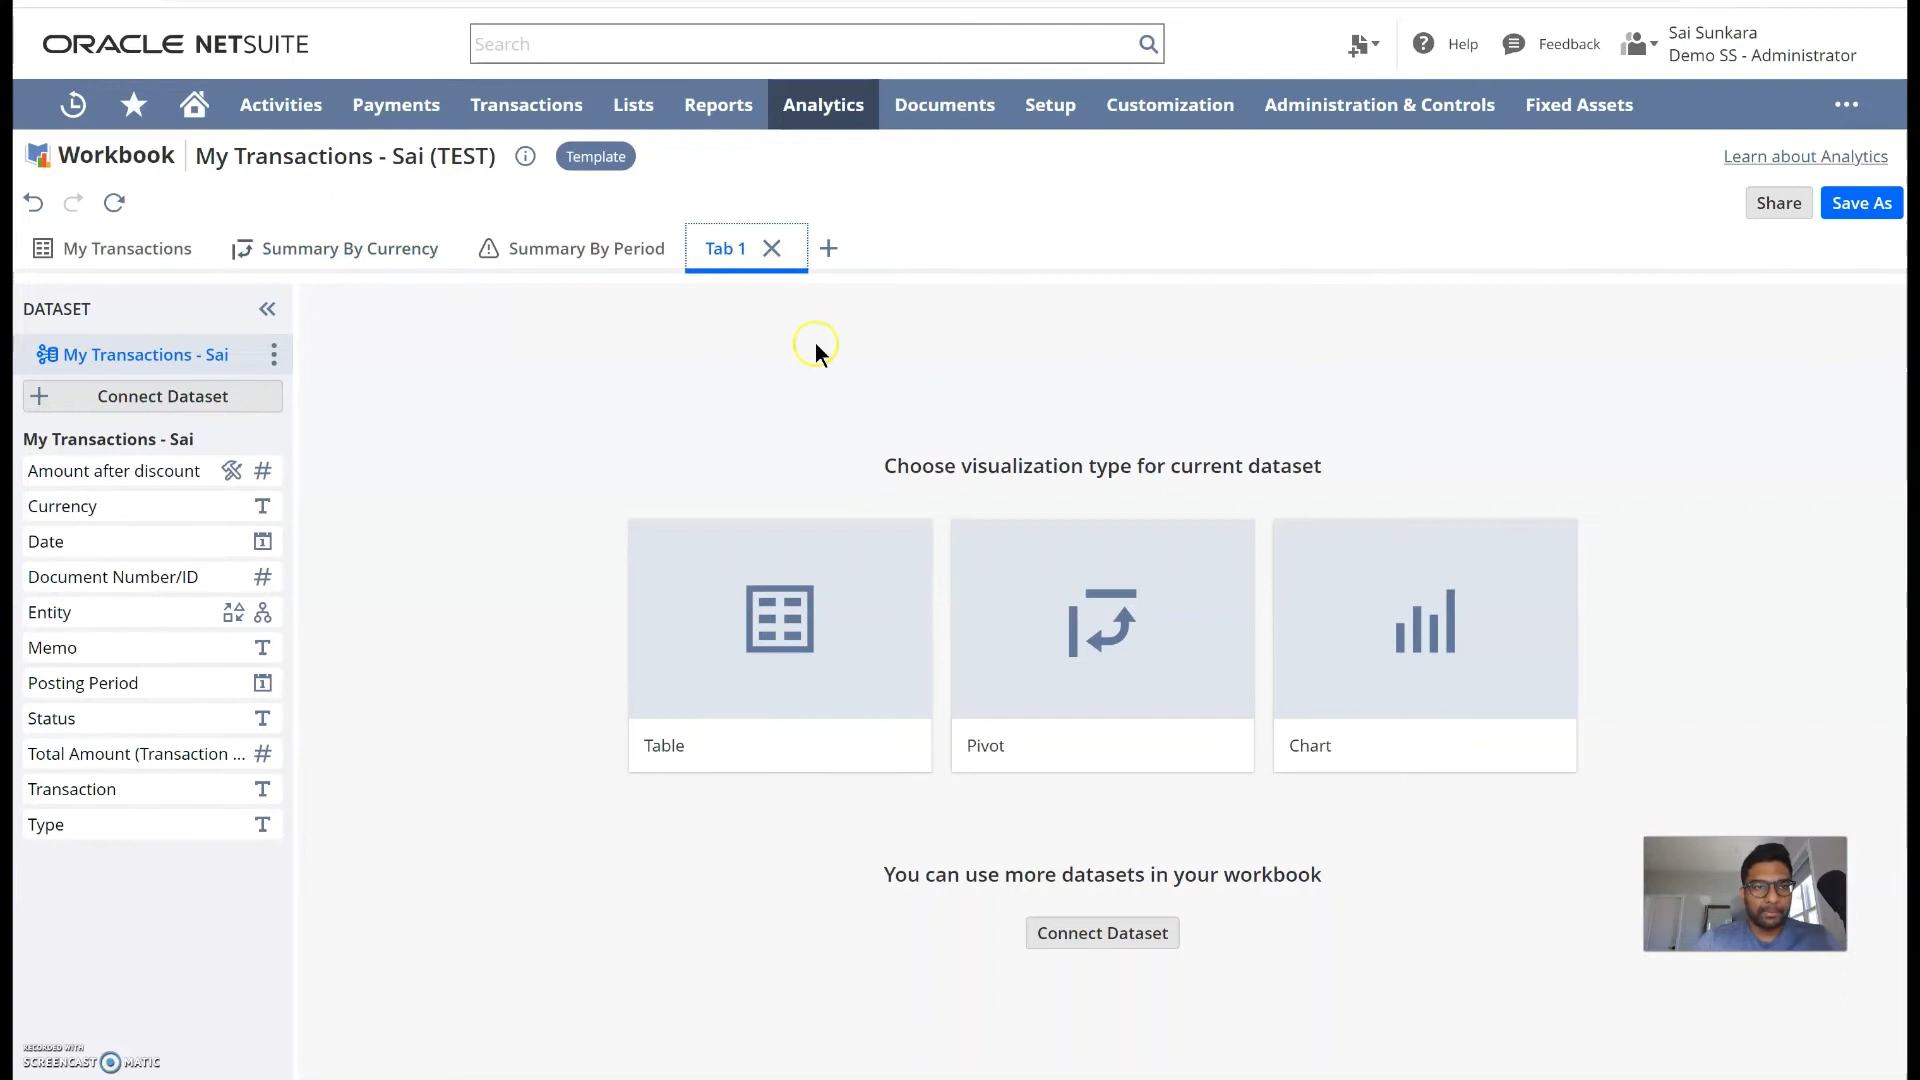 ORACLE NETSUITE
Search
Help
Feedback
Sai Sunkara
Demo SS - Administrator
Activities
Payments
Transactions
Lists
Reports
Analytics
Documents
Setup
Customization
Administration & Controls
Fixed Assets
Workbook
My Transactions - Sai (TEST)
Template
Learn about Analytics
Share
Save As
My Transactions
Summary By Currency
Summary By Period
Tab 1
DATASET
My Transactions - Sai
Connect Dataset
My Transactions - Sai
Amount after discount
Currency
Date
Document Number/ID
Entity
Memo
Posting Period
Status
Total Amount (Transaction ...
Transaction
Type
Choose visualization type for current dataset
Table
Pivot
Chart
You can use more datasets in your workbook
Connect Dataset
RECORDED WITH
SCREENCAST MATIC